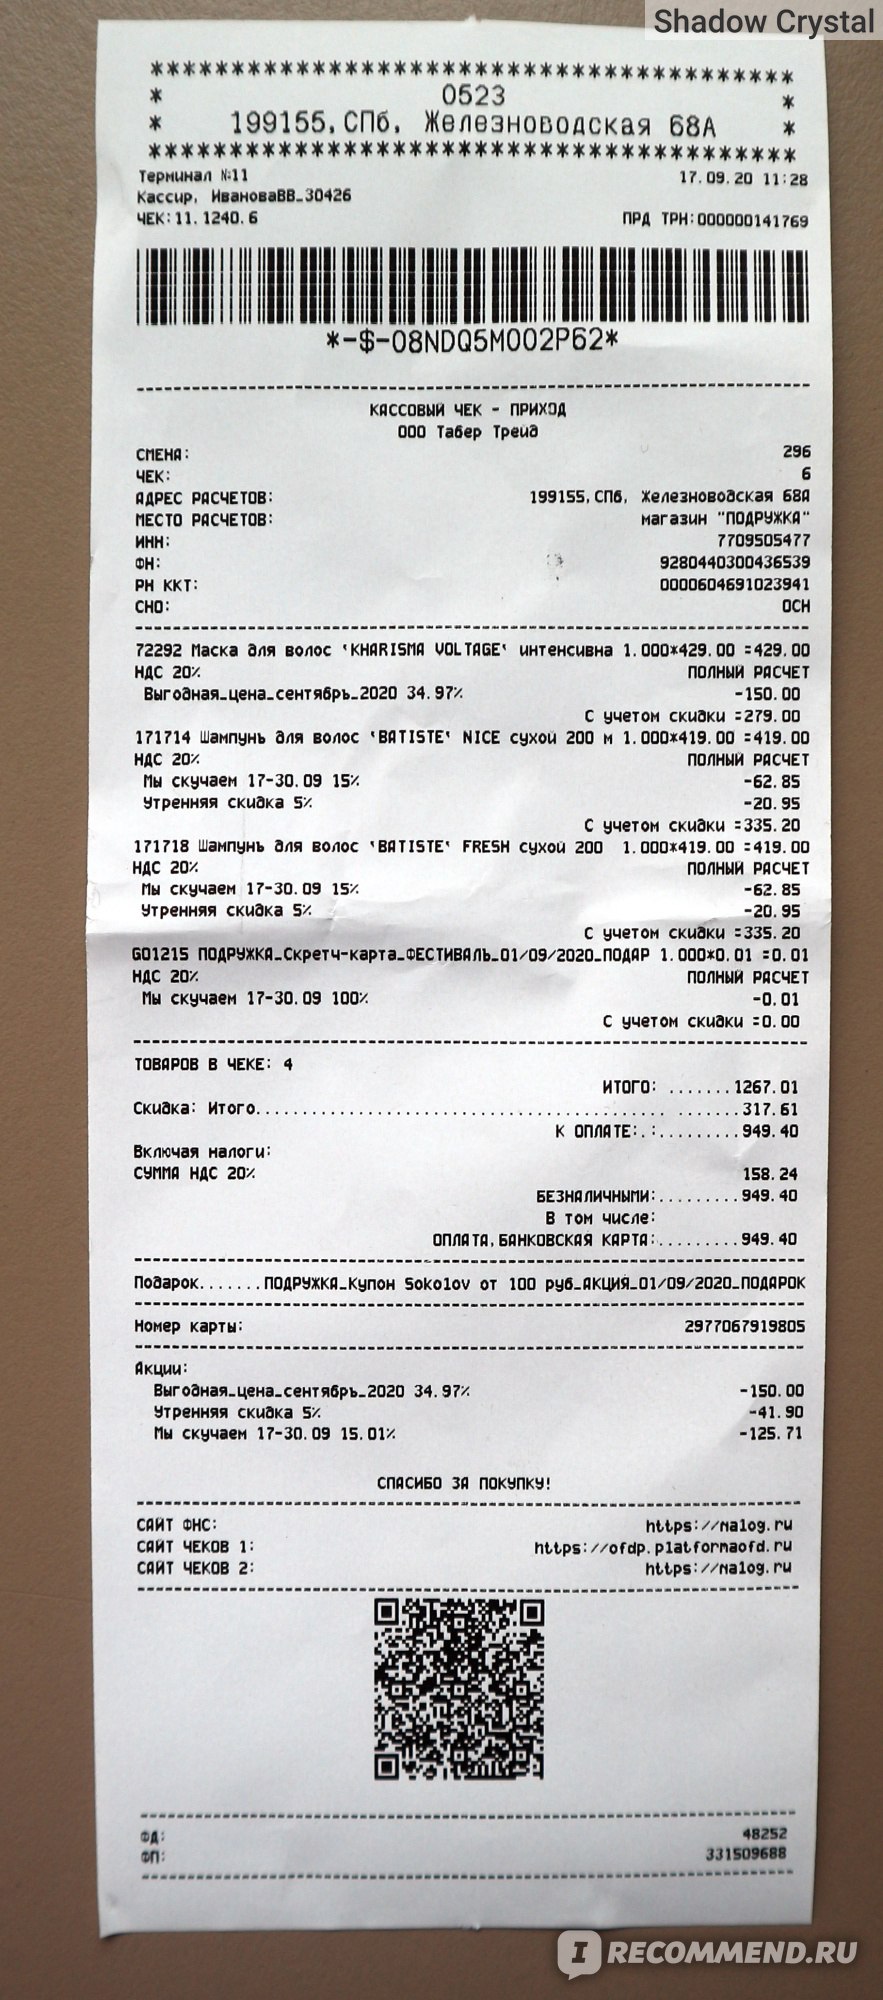 Shadow Crystal
****************************************
* 0523 *
* 199155,СПб, Железноводская 68А *
****************************************
Терминал №11 17.09.20 11:28
Кассир, ИвановаВВ_30426
ЧЕК:11.1240.6 ПРД ТРН:000000141769
*-$-08NDQ5M002P62*
КАССОВЫЙ ЧЕК - ПРИХОД
ООО Табер Трейд
СМЕНА: 296
ЧЕК: 6
АДРЕС РАСЧЕТОВ: 199155,СПб, Железноводская 68А
МЕСТО РАСЧЕТОВ: магазин "ПОДРУЖКА"
ИНН: 7709505477
ФН: 9280440300436539
РН ККТ: 0000604691023941
СНО: ОСН
72292 Маска для волос 'KHARISMA VOLTAGE' интенсивна 1.000*429.00 =429.00
НДС 20% ПОЛНЫЙ РАСЧЕТ
Выгодная_цена_сентябрь_2020 34.97% -150.00
С учетом скидки =279.00
171714 Шампунь для волос 'BATISTE' NICE сухой 200 м 1.000*419.00 =419.00
НДС 20% ПОЛНЫЙ РАСЧЕТ
Мы скучаем 17-30.09 15% -62.85
Утренняя скидка 5% -20.95
С учетом скидки =335.20
171718 Шампунь для волос 'BATISTE' FRESH сухой 200 1.000*419.00 =419.00
НДС 20% ПОЛНЫЙ РАСЧЕТ
Мы скучаем 17-30.09 15% -62.85
Утренняя скидка 5% -20.95
С учетом скидки =335.20
G01215 ПОДРУЖКА_Скретч-карта_ФЕСТИВАЛЬ_01/09/2020_ПОДАР 1.000*0.01 =0.01
НДС 20% ПОЛНЫЙ РАСЧЕТ
Мы скучаем 17-30.09 100% -0.01
С учетом скидки =0.00
ТОВАРОВ В ЧЕКЕ: 4
ИТОГО: .......1267.01
Скидка: Итого............................................ .......317.61
К ОПЛАТЕ:.:.........949.40
Включая налоги:
СУММА НДС 20% 158.24
БЕЗНАЛИЧНЫМИ:.........949.40
В том числе:
ОПЛАТА,БАНКОВСКАЯ КАРТА:.........949.40
Подарок.......ПОДРУЖКА_Купон Sokolov от 100 руб_АКЦИЯ_01/09/2020_ПОДАРОК
Номер карты: 2977067919805
Акции:
Выгодная_цена_сентябрь_2020 34.97% -150.00
Утренняя скидка 5% -41.90
Мы скучаем 17-30.09 15.01% -125.71
СПАСИБО ЗА ПОКУПКУ!
САЙТ ФНС: https://nalog.ru
САЙТ ЧЕКОВ 1: https://ofdp.platformaofd.ru
САЙТ ЧЕКОВ 2: https://nalog.ru
ФД: 48252
ФП: 331509688
IRECOMMEND.RU